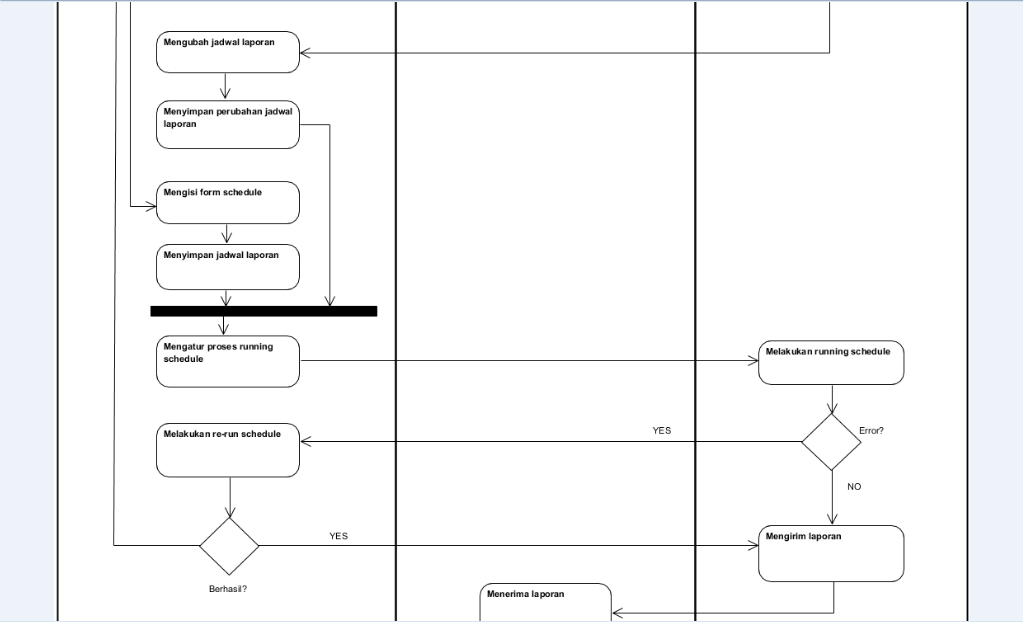 Mengubah jadwal laporan
Menyimpan perubahan jadwal
laporan
Mengisi form schedule
Menyimpan jadwal laporan
Mengatur proses running
schedule
Melakukan running schedule
Error?
YES
Melakukan re-run schedule
NO
YES
Mengirim laporan
Berhasil?
Menerima laporan